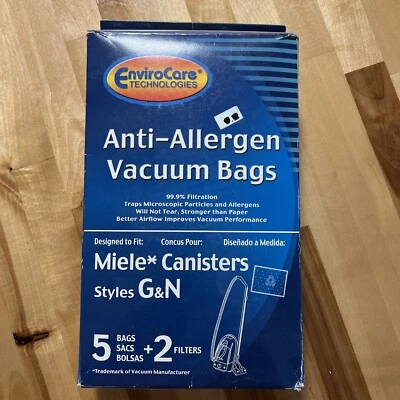 EnviroCare®
TECHNOLOGIES
Anti-Allergen
Vacuum Bags
99.9% Filtration
Traps Microscopic Particles and Allergens
Will Not Tear, Stronger than Paper
Better Airflow Improves Vacuum Performance
Designed to Fit: Concus Pour: Diseñado a Medida:
Miele* Canisters
Styles G&N
5 BAGS SACS BOLSAS +2 FILTERS
*Trademark of Vacuum Manufacturer